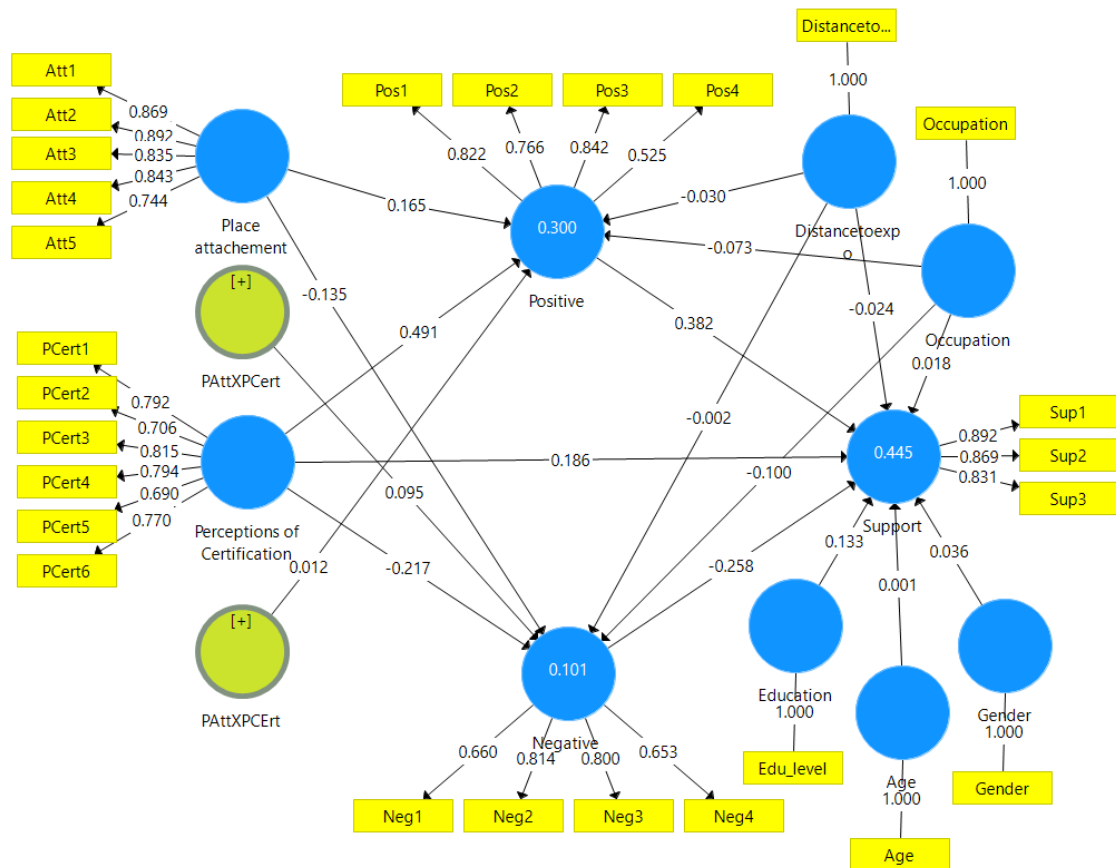 Distanceto...
1.000
Att1
Att2
Att3
Att4
Att5
0.869
0.892
0.835
0.843
0.744
Place
attachement
Pos1
Pos2
Pos3
Pos4
0.822
0.766
0.842
0.525
Occupation
1.000
0.165
0.300
Positive
-0.030
Distancetoexp
o
-0.073
[+]
PAttXPCert
-0.135
0.491
0.382
-0.024
Occupation
0.018
PCert1
PCert2
PCert3
PCert4
PCert5
PCert6
0.792
0.706
0.815
0.794
0.690
0.770
Perceptions of
Certification
-0.002
0.186
-0.100
0.445
Support
0.892
0.869
0.831
Sup1
Sup2
Sup3
0.095
0.012
-0.217
-0.258
0.133
0.001
0.036
[+]
PAttXPCErt
0.101
Negative
0.660
0.814
0.800
0.653
Neg1
Neg2
Neg3
Neg4
Education
1.000
Edu_level
Age
1.000
Age
Gender
1.000
Gender